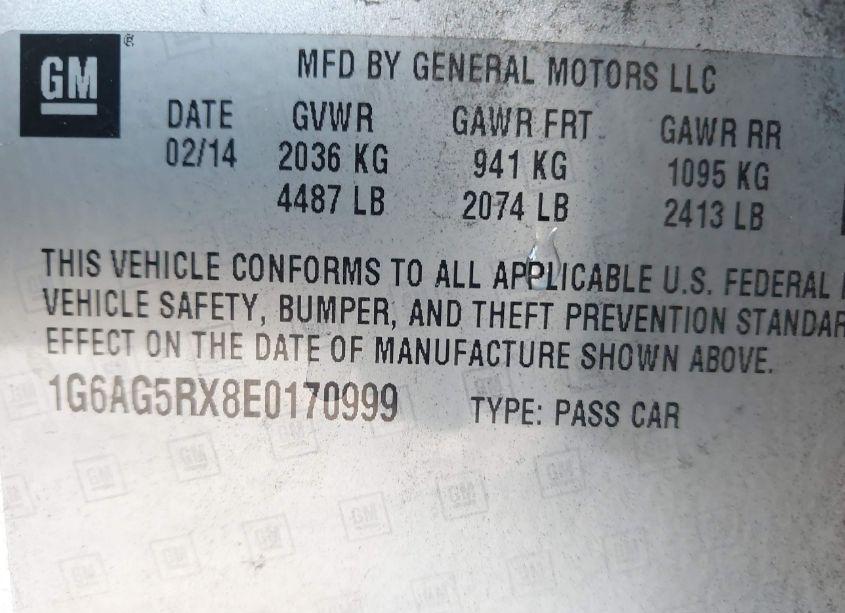 GM ® MFD BY GENERAL MOTORS LLC
DATE GVWR GAWR FRT GAWR RR
02/14 2036 KG 941 KG 1095 KG
4487 LB 2074 LB 2413 LB
THIS VEHICLE CONFORMS TO ALL APPLICABLE U.S. FEDERAL
VEHICLE SAFETY, BUMPER, AND THEFT PREVENTION STANDAR
EFFECT ON THE DATE OF MANUFACTURE SHOWN ABOVE.
1G6AG5RX8E0170999 TYPE: PASS CAR